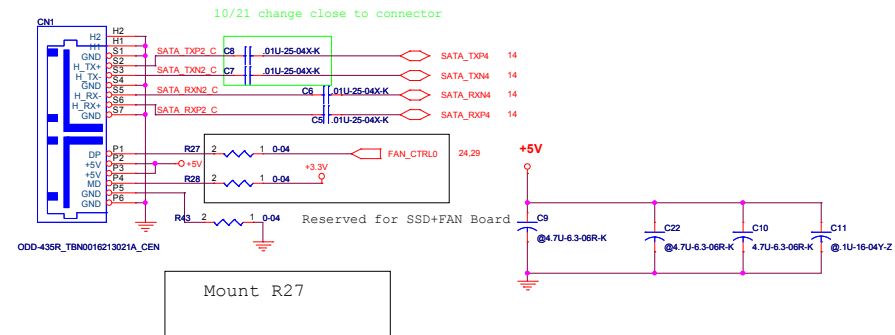 10/21 change close to connector
CN1
H2 H2
H1 H1
GND S1
H_TX+ S2 SATA_TXP2_C C8 .01U-25-04X-K SATA_TXP4 14
H_TX- S3 SATA_TXN2_C C7 .01U-25-04X-K SATA_TXN4 14
GND S4
H_RX- S5 SATA_RXN2_C C6 .01U-25-04X-K SATA_RXN4 14
H_RX+ S6 SATA_RXP2_C C5 .01U-25-04X-K SATA_RXP4 14
GND S7
DP P1 R27 2 1 0-04 FAN_CTRL0 24,29
+5V P2 +5V
+5V P3 +3.3V
MD P4 R28 2 1 0-04
GND P5
GND P6
R43 2 1 0-04
Reserved for SSD+FAN Board
ODD-435R_TBN0016213021A_CEN
+5V
C9 @4.7U-6.3-06R-K
C22 @4.7U-6.3-06R-K
C10 4.7U-6.3-06R-K
C11 @.1U-16-04Y-Z
Mount R27